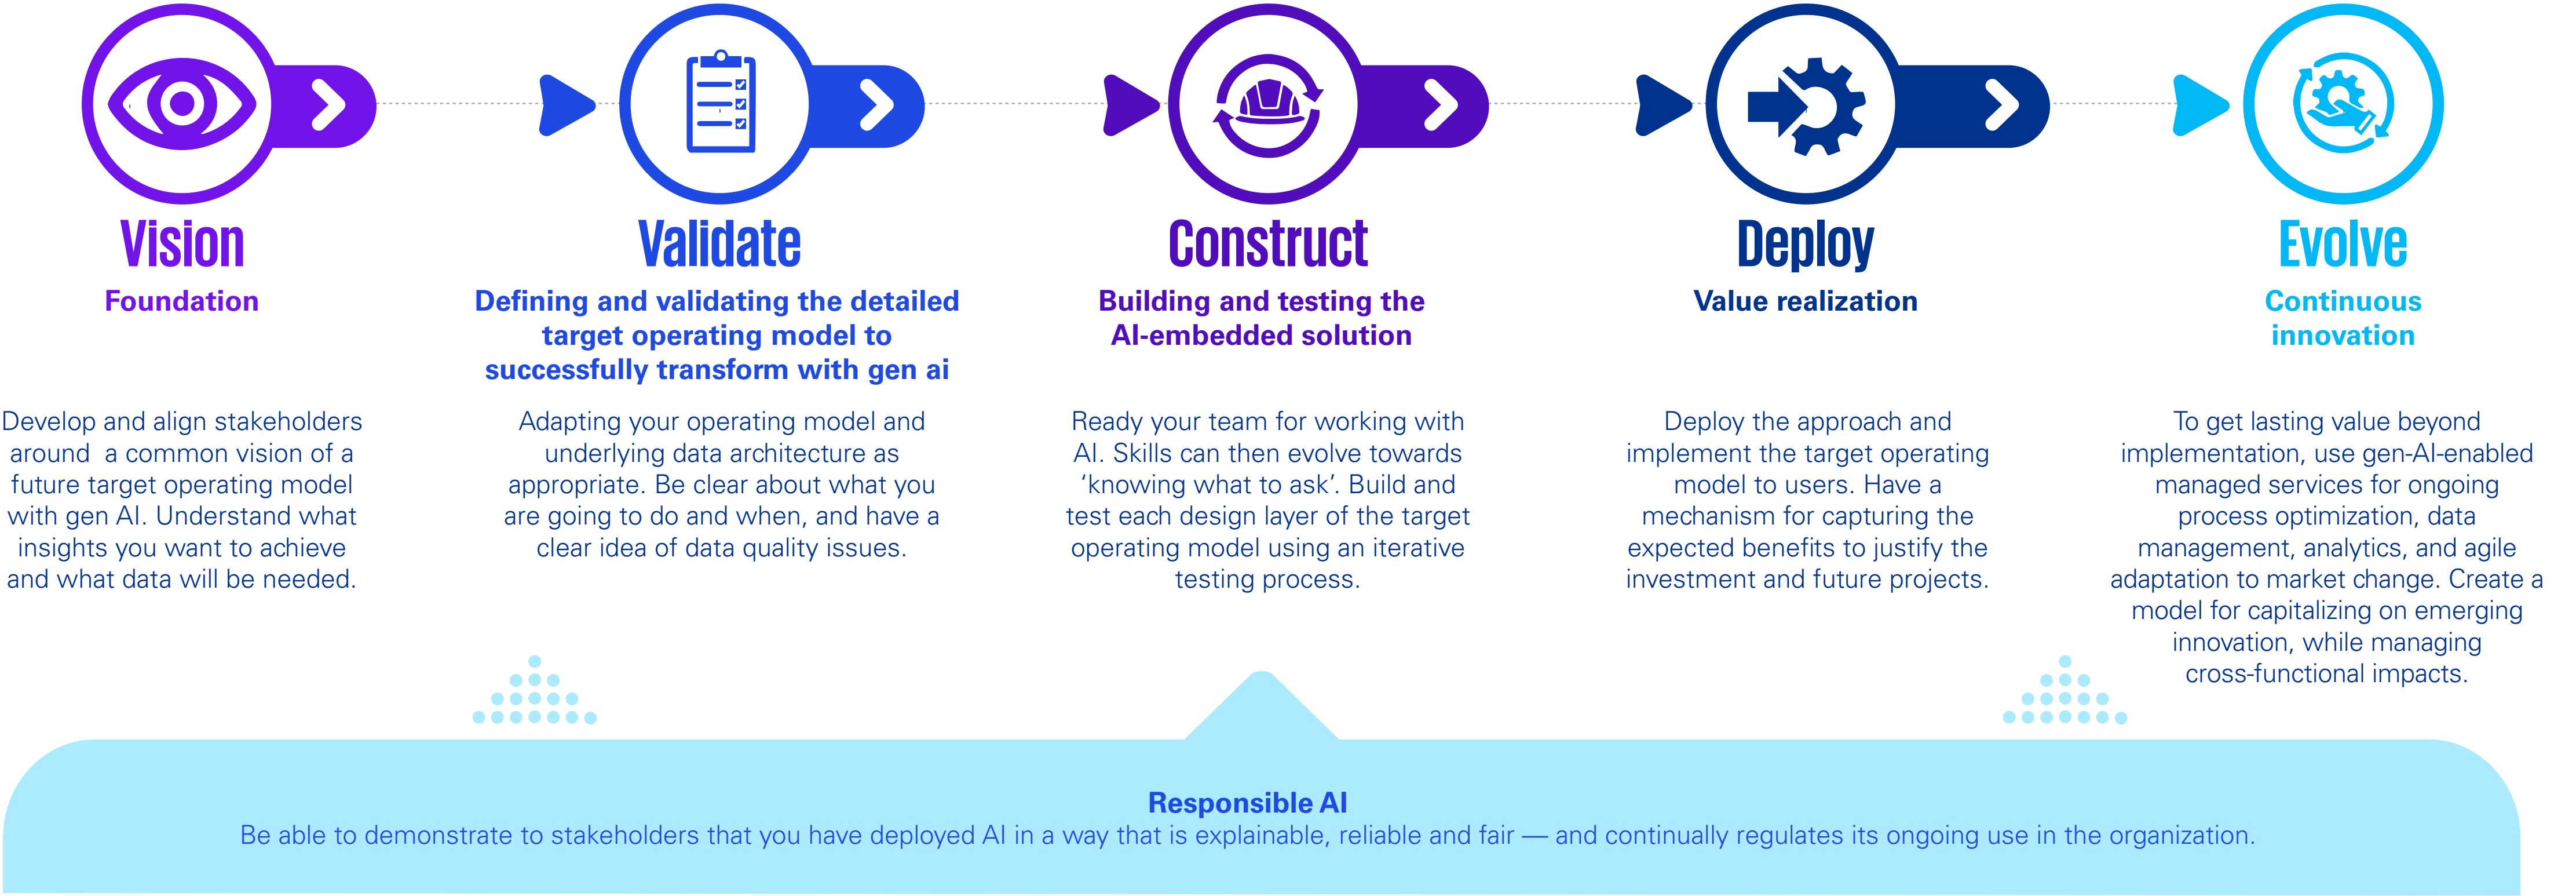 Vision
Foundation
Develop and align stakeholders
around  a common vision of a
future target operating model
with gen AI. Understand what
insights you want to achieve
and what data will be needed.
Validate
Defining and validating the detailed
target operating model to
successfully transform with gen ai
Adapting your operating model and
underlying data architecture as
appropriate. Be clear about what you
are going to do and when, and have a
clear idea of data quality issues.
Construct
Building and testing the
AI-embedded solution
Ready your team for working with
AI. Skills can then evolve towards
‘knowing what to ask’. Build and
test each design layer of the target
operating model using an iterative
testing process.
Deploy
Value realization
Deploy the approach and
implement the target operating
model to users. Have a
mechanism for capturing the
expected benefits to justify the
investment and future projects.
Evolve
Continuous
innovation
To get lasting value beyond
implementation, use gen-AI-enabled
managed services for ongoing
process optimization, data
management, analytics, and agile
adaptation to market change. Create a
model for capitalizing on emerging
innovation, while managing
cross-functional impacts.
Responsible AI
Be able to demonstrate to stakeholders that you have deployed AI in a way that is explainable, reliable and fair — and continually regulates its ongoing use in the organization.